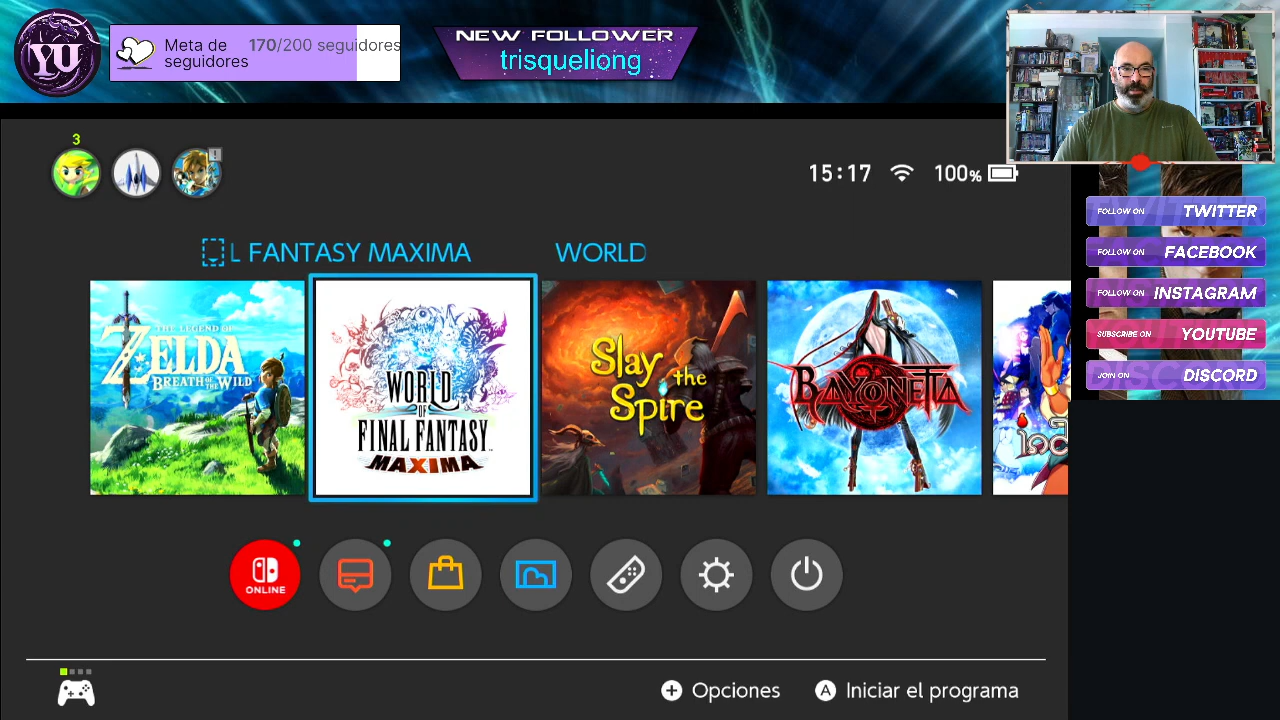 YU
Meta de seguidores
170/200 seguidores
NEW FOLLOWER
trisqueliong
3
15:17
100%
L FANTASY MAXIMA
WORLD
THE LEGEND OF
ZELDA
BREATH OF THE WILD
WORLD
OF
FINAL FANTASY
MAXIMA
Slay
the
Spire
BAYONETTA
ONLINE
Opciones
A
Iniciar el programa
FOLLOW ON TWITTER
FOLLOW ON FACEBOOK
FOLLOW ON INSTAGRAM
SUBSCRIBE ON YOUTUBE
JOIN ON DISCORD